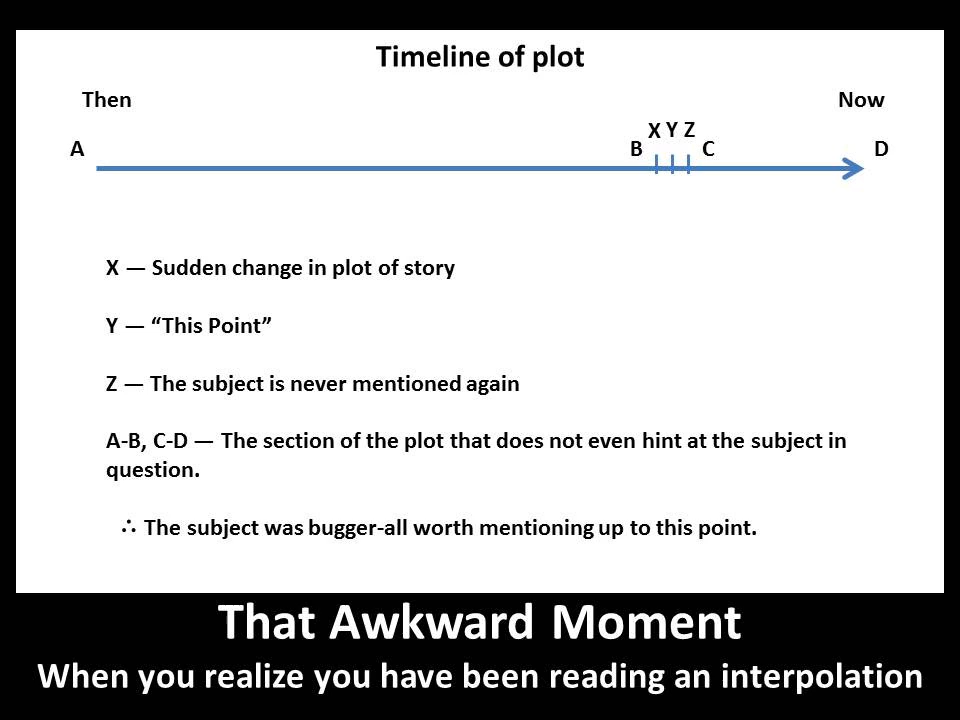 Timeline of plot
Then Now
X Y Z
A B C D
X — Sudden change in plot of story
Y — “This Point”
Z — The subject is never mentioned again
A-B, C-D — The section of the plot that does not even hint at the subject in
question.
∴ The subject was bugger-all worth mentioning up to this point.
That Awkward Moment
When you realize you have been reading an interpolation